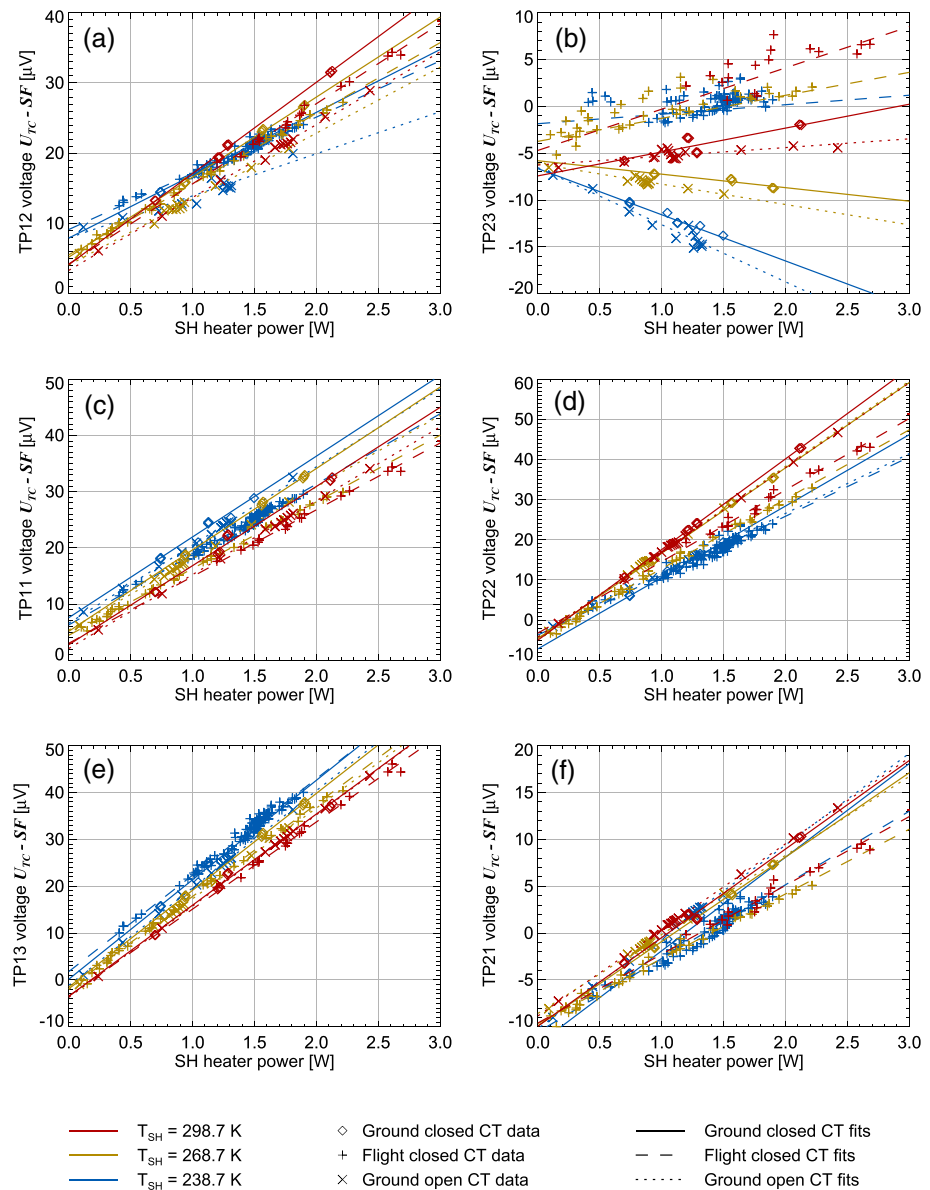 (a)
TP12 voltage U_TC - SF [µV]
40
30
20
10
0
0.0 0.5 1.0 1.5 2.0 2.5 3.0
SH heater power [W]
(b)
TP23 voltage U_TC - SF [µV]
10
5
0
-5
-10
-15
-20
0.0 0.5 1.0 1.5 2.0 2.5 3.0
SH heater power [W]
(c)
TP11 voltage U_TC - SF [µV]
50
40
30
20
10
0
0.0 0.5 1.0 1.5 2.0 2.5 3.0
SH heater power [W]
(d)
TP22 voltage U_TC - SF [µV]
60
50
40
30
20
10
0
-10
0.0 0.5 1.0 1.5 2.0 2.5 3.0
SH heater power [W]
(e)
TP13 voltage U_TC - SF [µV]
50
40
30
20
10
0
-10
0.0 0.5 1.0 1.5 2.0 2.5 3.0
SH heater power [W]
(f)
TP21 voltage U_TC - SF [µV]
20
15
10
5
0
-5
-10
0.0 0.5 1.0 1.5 2.0 2.5 3.0
SH heater power [W]
T_SH = 298.7 K
T_SH = 268.7 K
T_SH = 238.7 K
Ground closed CT data
Flight closed CT data
Ground open CT data
Ground closed CT fits
Flight closed CT fits
Ground open CT fits